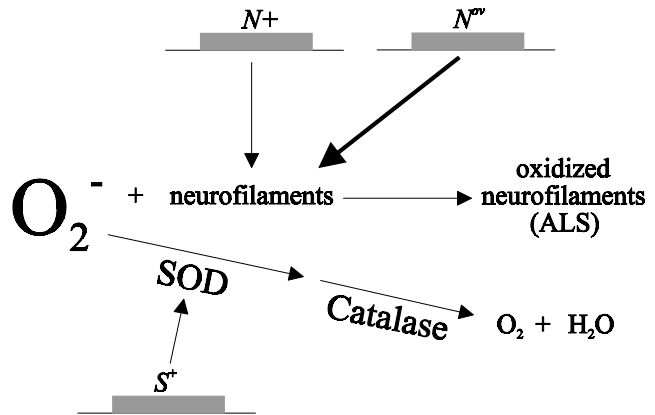 N+ N^ov
O₂⁻ + neurofilaments
oxidized
neurofilaments
(ALS)
SOD
Catalase
O₂ + H₂O
S⁺